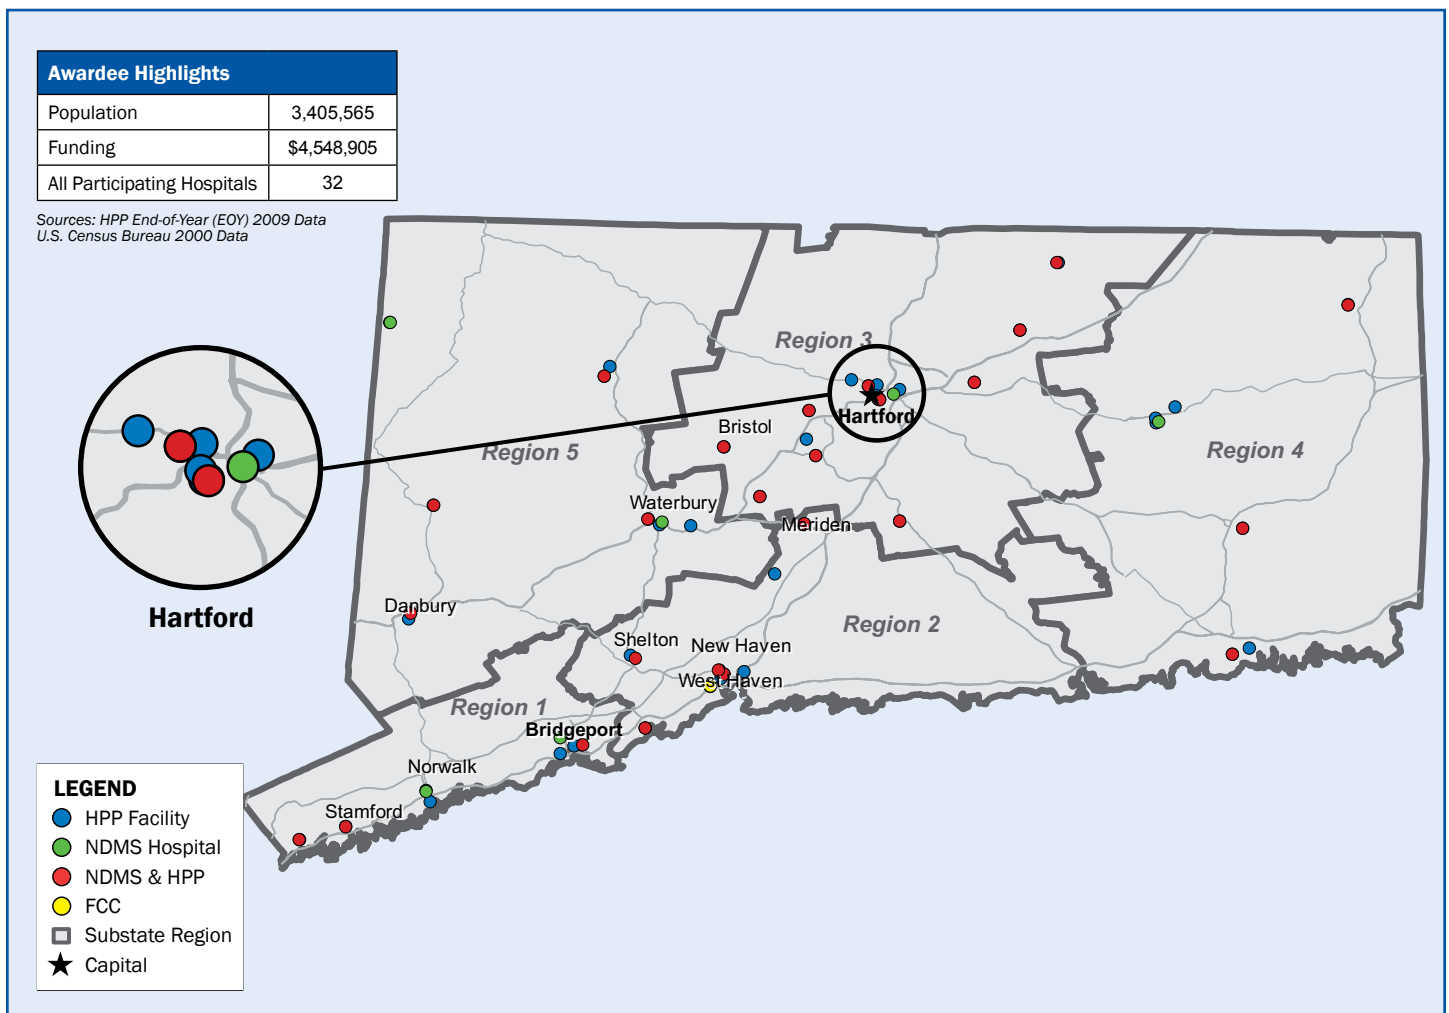 Awardee Highlights
Population 3,405,565
Funding $4,548,905
All Participating Hospitals 32
Sources: HPP End-of-Year (EOY) 2009 Data
U.S. Census Bureau 2000 Data
Region 3
Hartford
Bristol
Region 5
Region 4
Waterbury
Meriden
Hartford
Danbury
Region 2
Shelton
New Haven
West Haven
Region 1
Bridgeport
Norwalk
Stamford
LEGEND
HPP Facility
NDMS Hospital
NDMS & HPP
FCC
Substate Region
Capital